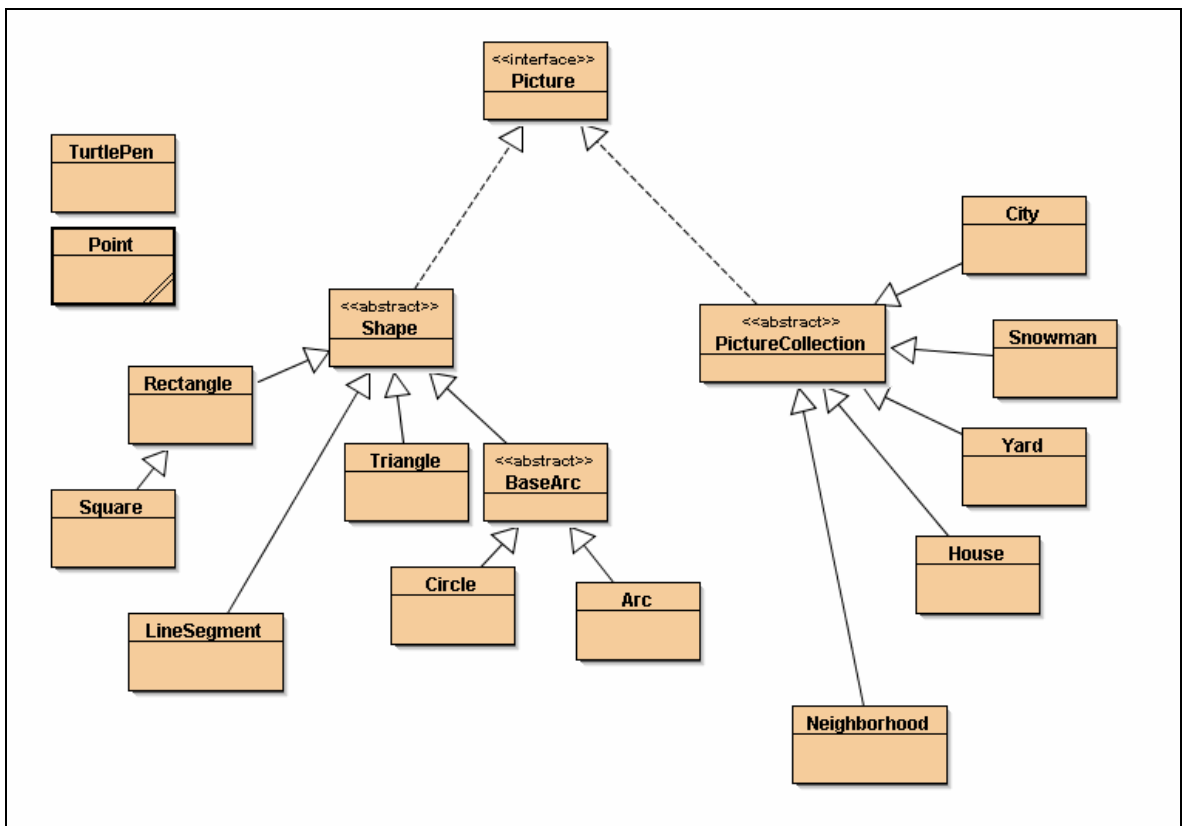 <<interface>>
Picture
TurtlePen
Point
City
<<abstract>>
Shape
<<abstract>>
PictureCollection
Snowman
Rectangle
Triangle
<<abstract>>
BaseArc
Yard
Square
House
Circle
Arc
LineSegment
Neighborhood